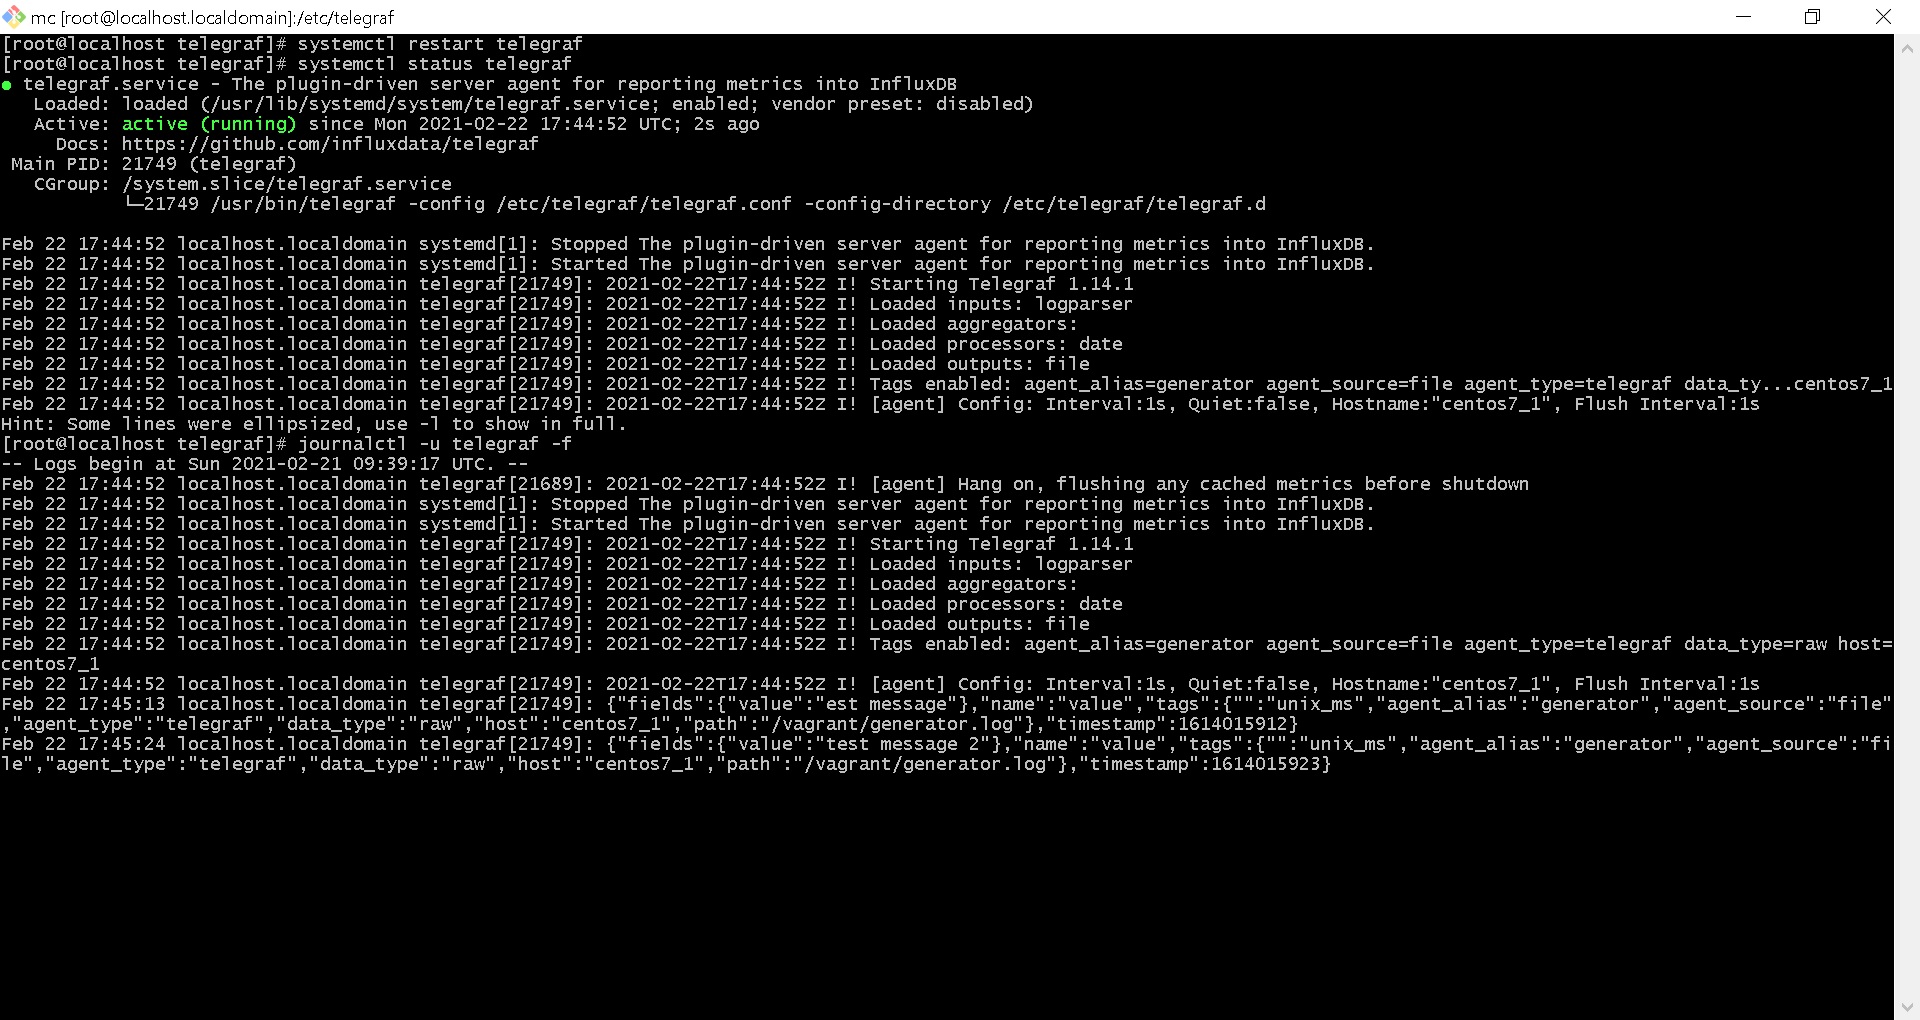 mc [root@localhost.localdomain]:/etc/telegraf
[root@localhost telegraf]# systemctl restart telegraf
[root@localhost telegraf]# systemctl status telegraf
● telegraf.service - The plugin-driven server agent for reporting metrics into InfluxDB
   Loaded: loaded (/usr/lib/systemd/system/telegraf.service; enabled; vendor preset: disabled)
   Active: active (running) since Mon 2021-02-22 17:44:52 UTC; 2s ago
     Docs: https://github.com/influxdata/telegraf
 Main PID: 21749 (telegraf)
   CGroup: /system.slice/telegraf.service
           └─21749 /usr/bin/telegraf -config /etc/telegraf/telegraf.conf -config-directory /etc/telegraf/telegraf.d
Feb 22 17:44:52 localhost.localdomain systemd[1]: Stopped The plugin-driven server agent for reporting metrics into InfluxDB.
Feb 22 17:44:52 localhost.localdomain systemd[1]: Started The plugin-driven server agent for reporting metrics into InfluxDB.
Feb 22 17:44:52 localhost.localdomain telegraf[21749]: 2021-02-22T17:44:52Z I! Starting Telegraf 1.14.1
Feb 22 17:44:52 localhost.localdomain telegraf[21749]: 2021-02-22T17:44:52Z I! Loaded inputs: logparser
Feb 22 17:44:52 localhost.localdomain telegraf[21749]: 2021-02-22T17:44:52Z I! Loaded aggregators:
Feb 22 17:44:52 localhost.localdomain telegraf[21749]: 2021-02-22T17:44:52Z I! Loaded processors: date
Feb 22 17:44:52 localhost.localdomain telegraf[21749]: 2021-02-22T17:44:52Z I! Loaded outputs: file
Feb 22 17:44:52 localhost.localdomain telegraf[21749]: 2021-02-22T17:44:52Z I! Tags enabled: agent_alias=generator agent_source=file agent_type=telegraf data_ty...centos7_1
Feb 22 17:44:52 localhost.localdomain telegraf[21749]: 2021-02-22T17:44:52Z I! [agent] Config: Interval:1s, Quiet:false, Hostname:"centos7_1", Flush Interval:1s
Hint: Some lines were ellipsized, use -l to show in full.
[root@localhost telegraf]# journalctl -u telegraf -f
-- Logs begin at Sun 2021-02-21 09:39:17 UTC. --
Feb 22 17:44:52 localhost.localdomain telegraf[21689]: 2021-02-22T17:44:52Z I! [agent] Hang on, flushing any cached metrics before shutdown
Feb 22 17:44:52 localhost.localdomain systemd[1]: Stopped The plugin-driven server agent for reporting metrics into InfluxDB.
Feb 22 17:44:52 localhost.localdomain systemd[1]: Started The plugin-driven server agent for reporting metrics into InfluxDB.
Feb 22 17:44:52 localhost.localdomain telegraf[21749]: 2021-02-22T17:44:52Z I! Starting Telegraf 1.14.1
Feb 22 17:44:52 localhost.localdomain telegraf[21749]: 2021-02-22T17:44:52Z I! Loaded inputs: logparser
Feb 22 17:44:52 localhost.localdomain telegraf[21749]: 2021-02-22T17:44:52Z I! Loaded aggregators:
Feb 22 17:44:52 localhost.localdomain telegraf[21749]: 2021-02-22T17:44:52Z I! Loaded processors: date
Feb 22 17:44:52 localhost.localdomain telegraf[21749]: 2021-02-22T17:44:52Z I! Loaded outputs: file
Feb 22 17:44:52 localhost.localdomain telegraf[21749]: 2021-02-22T17:44:52Z I! Tags enabled: agent_alias=generator agent_source=file agent_type=telegraf data_type=raw host=
centos7_1
Feb 22 17:44:52 localhost.localdomain telegraf[21749]: 2021-02-22T17:44:52Z I! [agent] Config: Interval:1s, Quiet:false, Hostname:"centos7_1", Flush Interval:1s
Feb 22 17:45:13 localhost.localdomain telegraf[21749]: {"fields":{"value":"est message"},"name":"value","tags":{"":"unix_ms","agent_alias":"generator","agent_source":"file"
,"agent_type":"telegraf","data_type":"raw","host":"centos7_1","path":"/vagrant/generator.log"},"timestamp":1614015912}
Feb 22 17:45:24 localhost.localdomain telegraf[21749]: {"fields":{"value":"test message 2"},"name":"value","tags":{"":"unix_ms","agent_alias":"generator","agent_source":"fi
le","agent_type":"telegraf","data_type":"raw","host":"centos7_1","path":"/vagrant/generator.log"},"timestamp":1614015923}